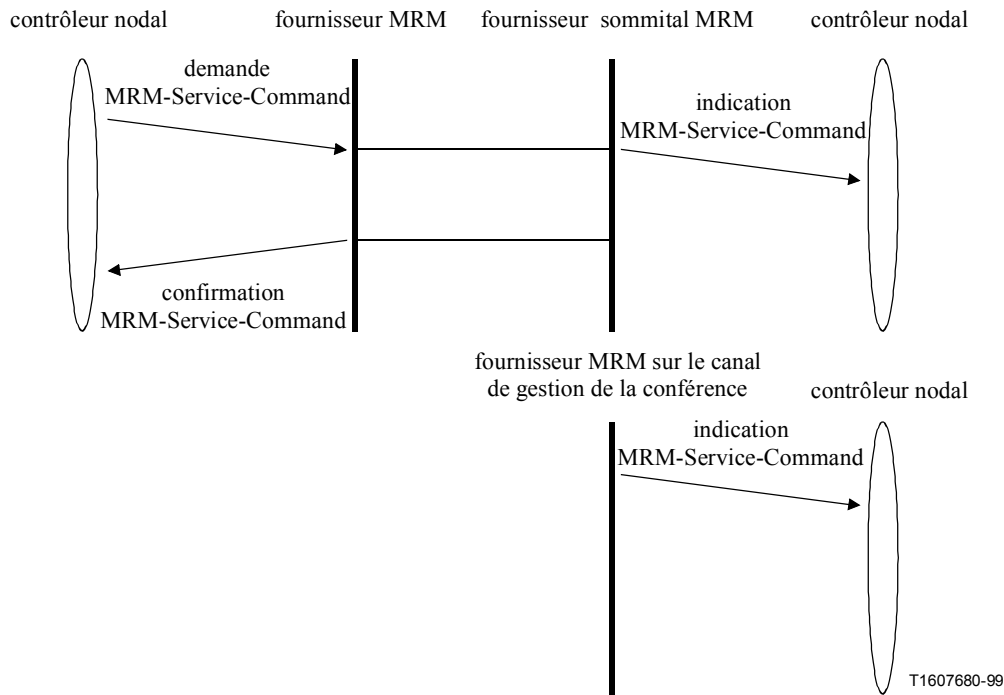 contrôleur nodal
fournisseur MRM
fournisseur sommital MRM
contrôleur nodal
demande
MRM-Service-Command
indication
MRM-Service-Command
confirmation
MRM-Service-Command
fournisseur MRM sur le canal
de gestion de la conférence
contrôleur nodal
indication
MRM-Service-Command
T1607680-99